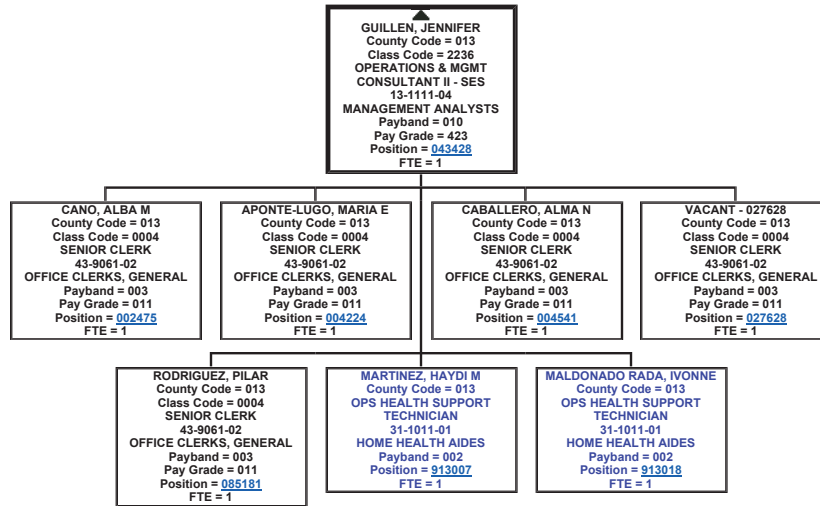 GUILLEN, JENNIFER
County Code = 013
Class Code = 2236
OPERATIONS & MGMT
CONSULTANT II - SES
13-1111-04
MANAGEMENT ANALYSTS
Payband = 010
Pay Grade = 423
Position = 043428
FTE = 1
CANO, ALBA M
County Code = 013
Class Code = 0004
SENIOR CLERK
43-9061-02
OFFICE CLERKS, GENERAL
Payband = 003
Pay Grade = 011
Position = 002475
FTE = 1
APONTE-LUGO, MARIA E
County Code = 013
Class Code = 0004
SENIOR CLERK
43-9061-02
OFFICE CLERKS, GENERAL
Payband = 003
Pay Grade = 011
Position = 004224
FTE = 1
CABALLERO, ALMA N
County Code = 013
Class Code = 0004
SENIOR CLERK
43-9061-02
OFFICE CLERKS, GENERAL
Payband = 003
Pay Grade = 011
Position = 004541
FTE = 1
VACANT - 027628
County Code = 013
Class Code = 0004
SENIOR CLERK
43-9061-02
OFFICE CLERKS, GENERAL
Payband = 003
Pay Grade = 011
Position = 027628
FTE = 1
RODRIGUEZ, PILAR
County Code = 013
Class Code = 0004
SENIOR CLERK
43-9061-02
OFFICE CLERKS, GENERAL
Payband = 003
Pay Grade = 011
Position = 085181
FTE = 1
MARTINEZ, HAYDI M
County Code = 013
OPS HEALTH SUPPORT
TECHNICIAN
31-1011-01
HOME HEALTH AIDES
Payband = 002
Position = 913007
FTE = 1
MALDONADO RADA, IVONNE
County Code = 013
OPS HEALTH SUPPORT
TECHNICIAN
31-1011-01
HOME HEALTH AIDES
Payband = 002
Position = 913018
FTE = 1